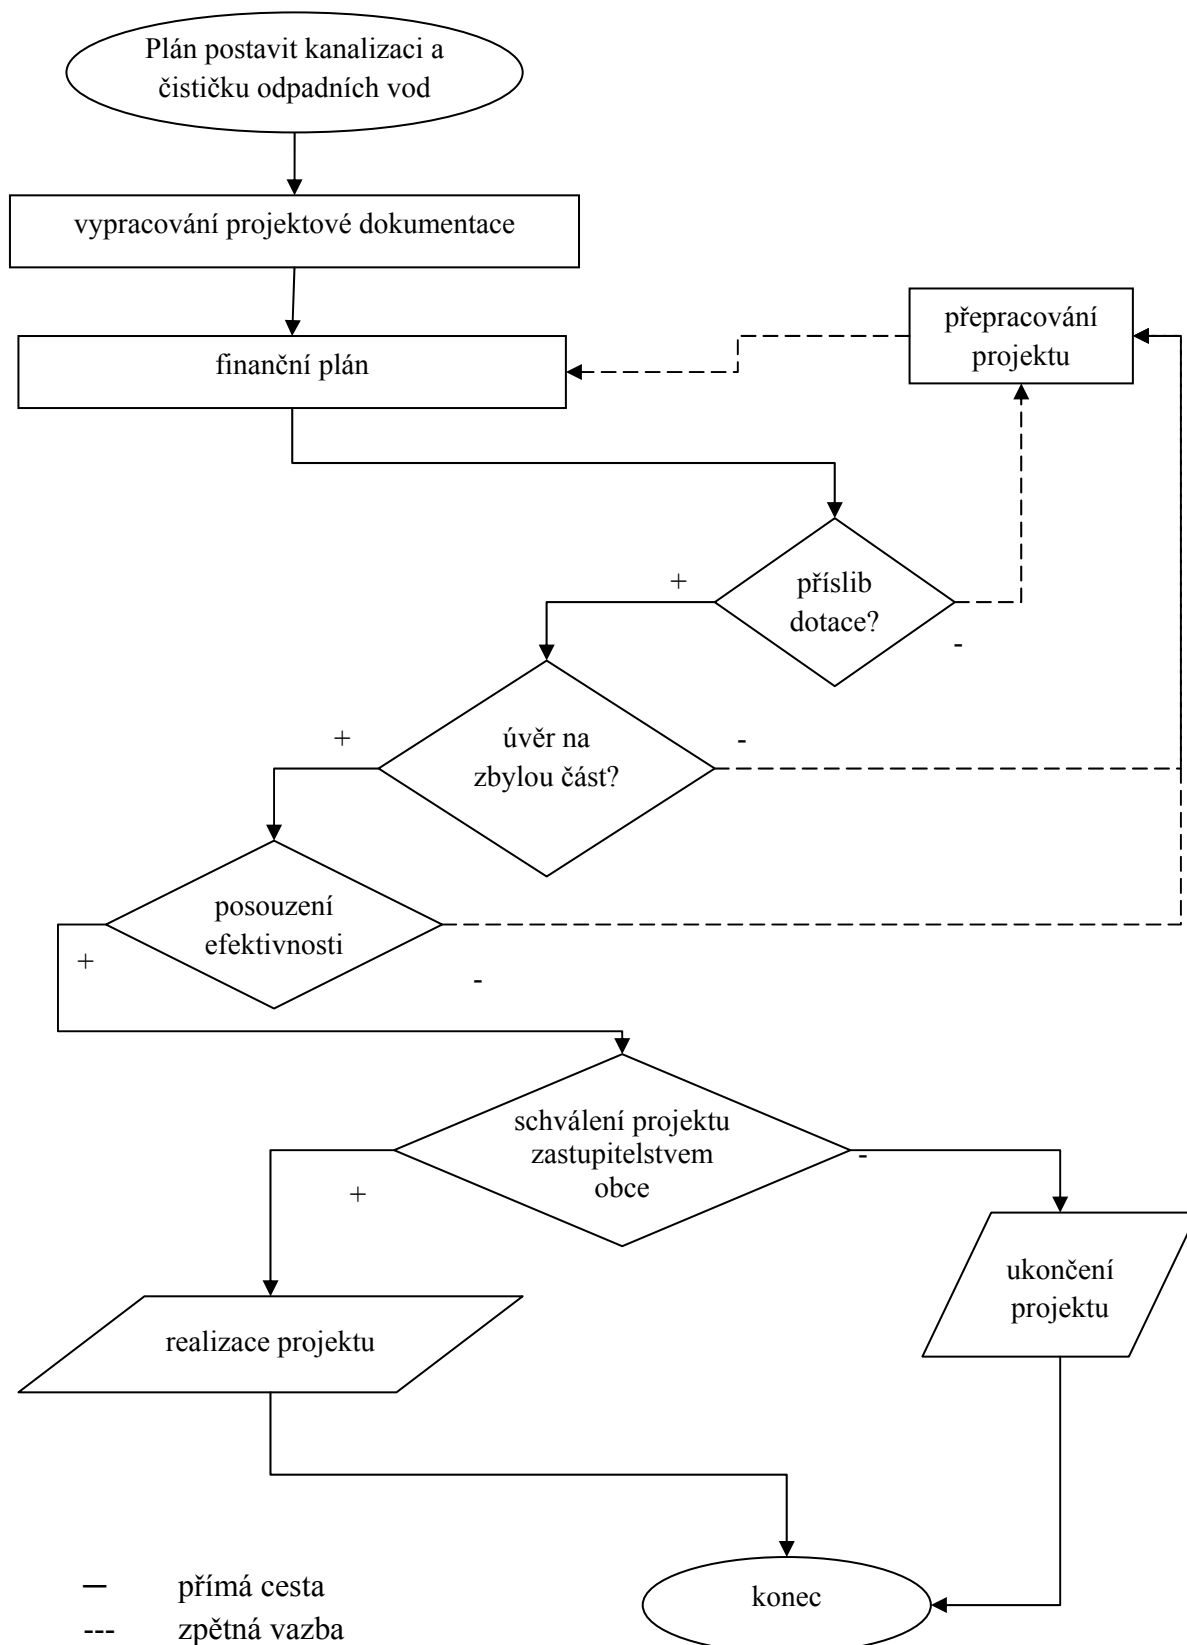 Plán postavit kanalizaci a
čističku odpadních vod
vypracování projektové dokumentace
přepracování
projektu
finanční plán
příslib
dotace?
+
-
úvěr na
zbylou část?
+
-
posouzení
efektivnosti
+
-
schválení projektu
zastupitelstvem
obce
+
-
ukončení
projektu
realizace projektu
konec
— přímá cesta
--- zpětná vazba